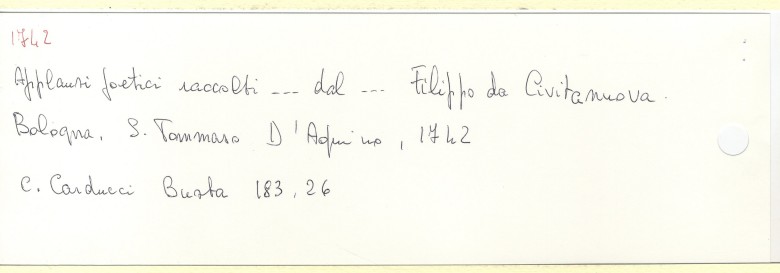 1742
Applausi poetici raccolti --- dal --- Filippo da Civitanuova.
Bologna, S. Tommaso D'Aquino, 1742
C. Carducci Busta 183, 26